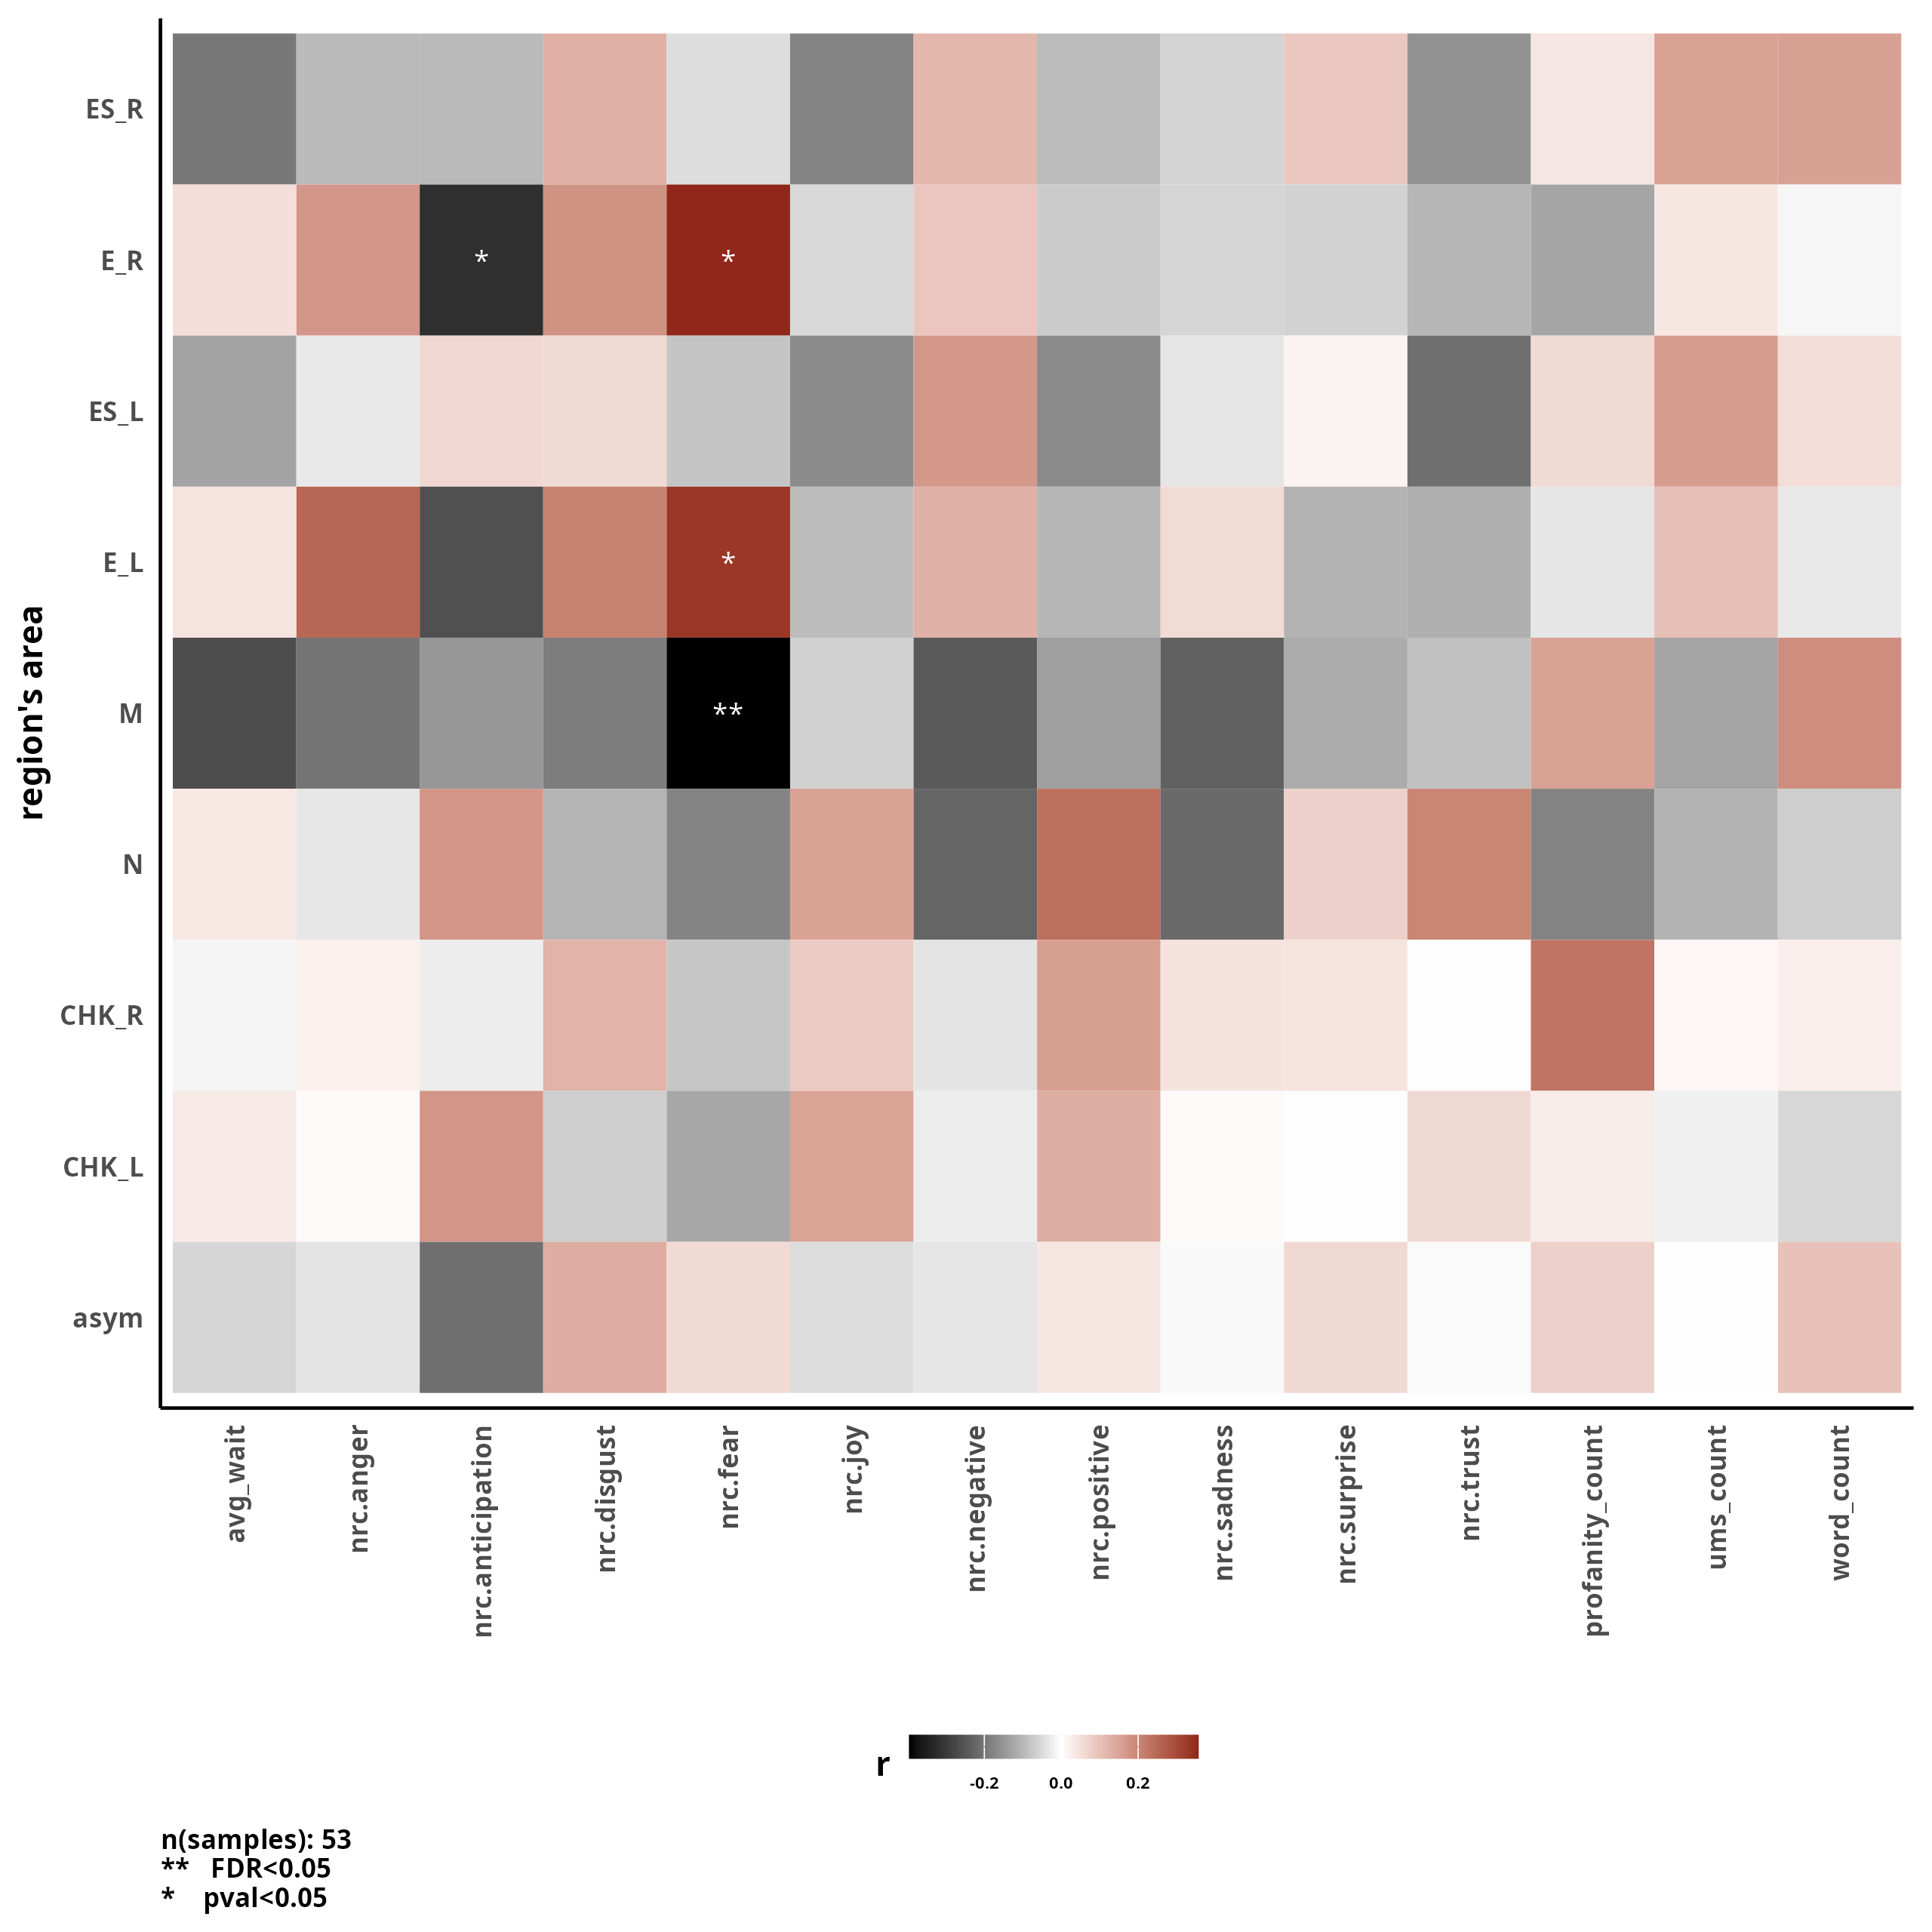 region's area
ES_R
E_R
* *
ES_L
E_L
*
M
**
N
CHK_R
CHK_L
asym
avg_wait
nrc.anger
nrc.anticipation
nrc.disgust
nrc.fear
nrc.joy
nrc.negative
nrc.positive
nrc.sadness
nrc.surprise
nrc.trust
profanity_count
ums_count
word_count
r
-0.2 0.0 0.2
n(samples): 53
** FDR<0.05
* pval<0.05